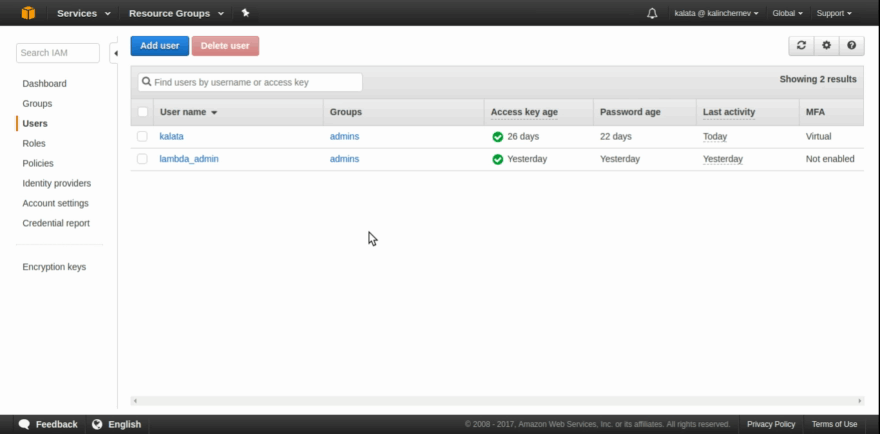 Services Resource Groups kalata @ kalinchernev Global Support
Search IAM
Add user Delete user
Find users by username or access key
Showing 2 results
Dashboard
Groups
Users
Roles
Policies
Identity providers
Account settings
Credential report
Encryption keys
User name Groups Access key age Password age Last activity MFA
kalata admins 26 days 22 days Today Virtual
lambda_admin admins Yesterday Yesterday Yesterday Not enabled
Feedback English © 2008 - 2017, Amazon Web Services, Inc. or its affiliates. All rights reserved. Privacy Policy Terms of Use